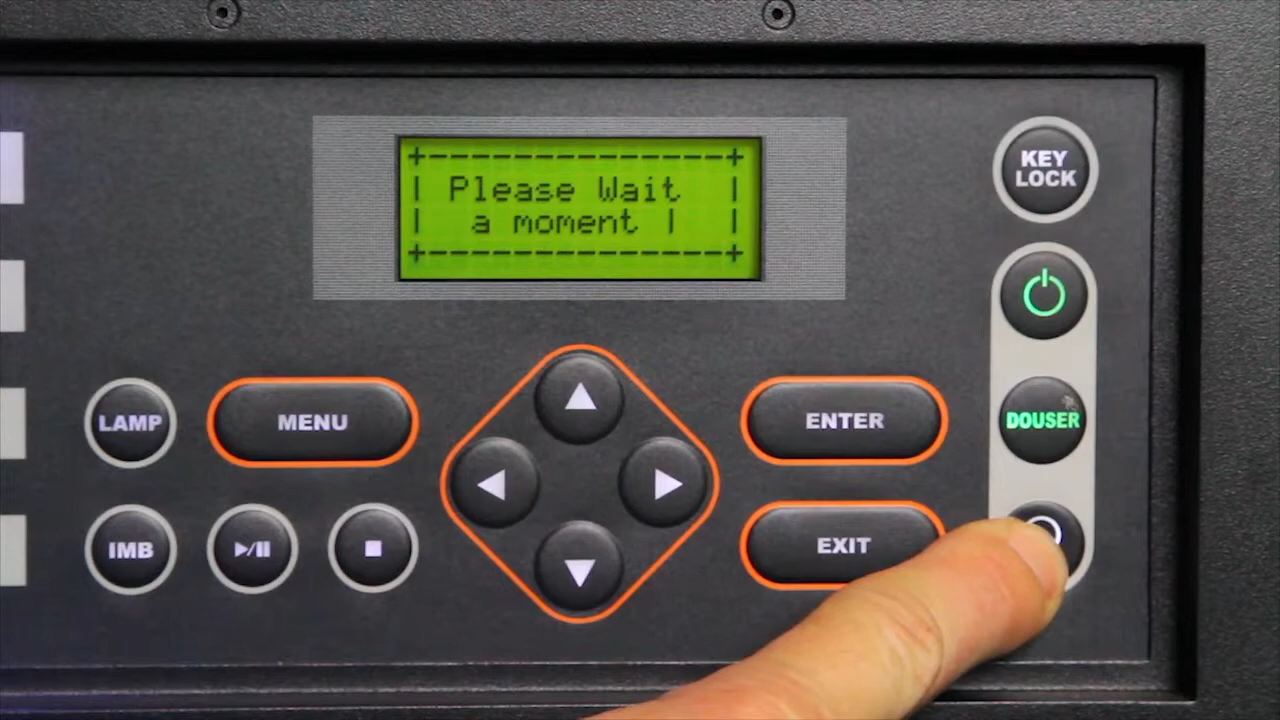 Please Wait
a moment |
KEY
LOCK
LAMP
MENU
ENTER
DOUSER
IMB
EXIT